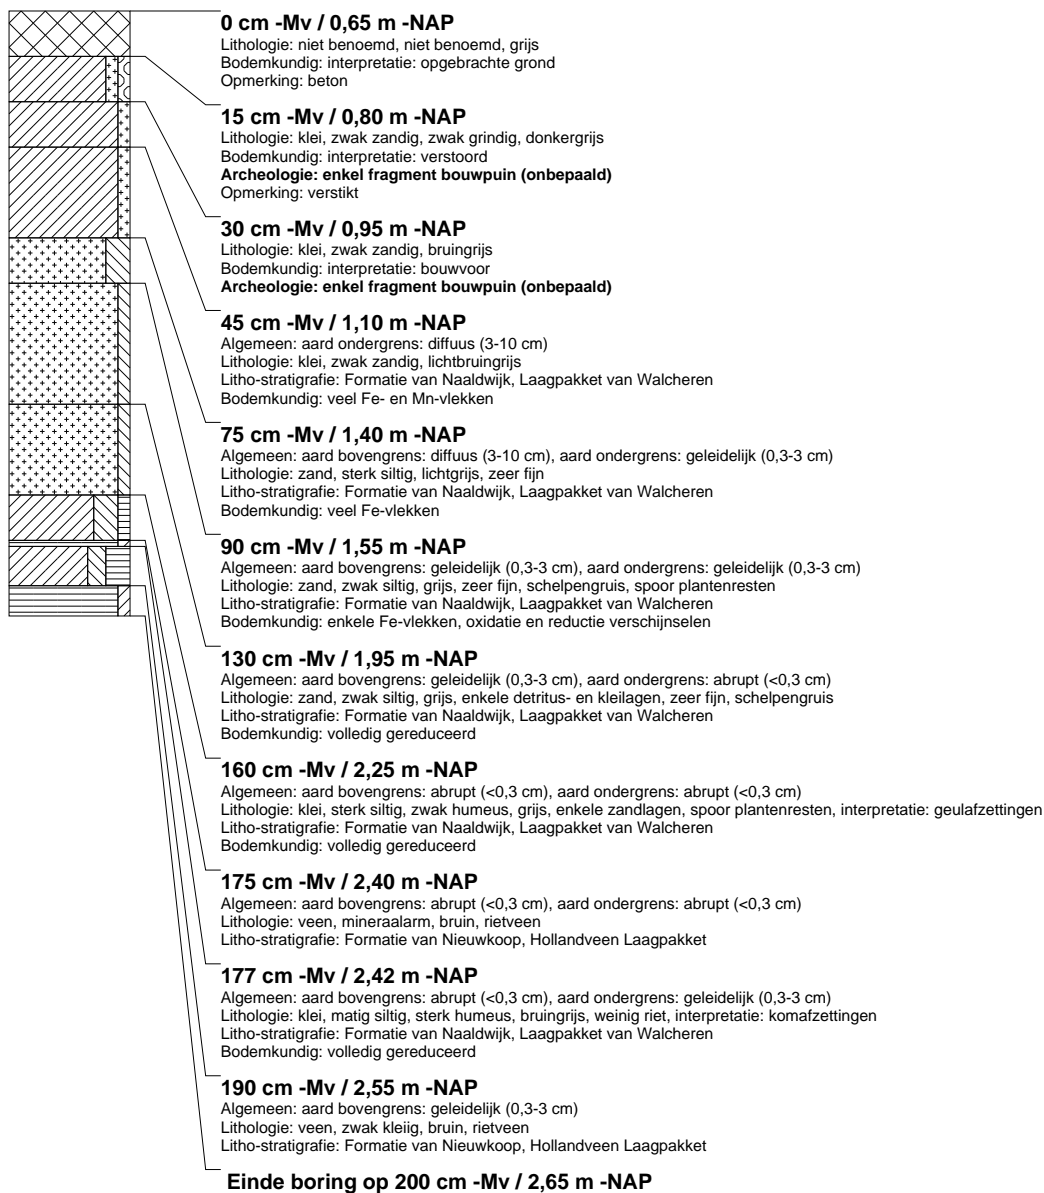 0 cm -Mv / 0,65 m -NAP
Lithologie: niet benoemd, niet benoemd, grijs
Bodemkundig: interpretatie: opgebrachte grond
Opmerking: beton
15 cm -Mv / 0,80 m -NAP
Lithologie: klei, zwak zandig, zwak grindig, donkergrijs
Bodemkundig: interpretatie: verstoord
Archeologie: enkel fragment bouwpuin (onbepaald)
Opmerking: verstikt
30 cm -Mv / 0,95 m -NAP
Lithologie: klei, zwak zandig, bruingrijs
Bodemkundig: interpretatie: bouwvoor
Archeologie: enkel fragment bouwpuin (onbepaald)
45 cm -Mv / 1,10 m -NAP
Algemeen: aard ondergrens: diffuus (3-10 cm)
Lithologie: klei, zwak zandig, lichtbruingrijs
Litho-stratigrafie: Formatie van Naaldwijk, Laagpakket van Walcheren
Bodemkundig: veel Fe- en Mn-vlekken
75 cm -Mv / 1,40 m -NAP
Algemeen: aard bovengrens: diffuus (3-10 cm), aard ondergrens: geleidelijk (0,3-3 cm)
Lithologie: zand, sterk siltig, lichtgrijs, zeer fijn
Litho-stratigrafie: Formatie van Naaldwijk, Laagpakket van Walcheren
Bodemkundig: veel Fe-vlekken
90 cm -Mv / 1,55 m -NAP
Algemeen: aard bovengrens: geleidelijk (0,3-3 cm), aard ondergrens: geleidelijk (0,3-3 cm)
Lithologie: zand, zwak siltig, grijs, zeer fijn, schelpengruis, spoor plantenresten
Litho-stratigrafie: Formatie van Naaldwijk, Laagpakket van Walcheren
Bodemkundig: enkele Fe-vlekken, oxidatie en reductie verschijnselen
130 cm -Mv / 1,95 m -NAP
Algemeen: aard bovengrens: geleidelijk (0,3-3 cm), aard ondergrens: abrupt (<0,3 cm)
Lithologie: zand, zwak siltig, grijs, enkele detritus- en kleilagen, zeer fijn, schelpengruis
Litho-stratigrafie: Formatie van Naaldwijk, Laagpakket van Walcheren
Bodemkundig: volledig gereduceerd
160 cm -Mv / 2,25 m -NAP
Algemeen: aard bovengrens: abrupt (<0,3 cm), aard ondergrens: abrupt (<0,3 cm)
Lithologie: klei, sterk siltig, zwak humeus, grijs, enkele zandlagen, spoor plantenresten, interpretatie: geulafzettingen
Litho-stratigrafie: Formatie van Naaldwijk, Laagpakket van Walcheren
Bodemkundig: volledig gereduceerd
175 cm -Mv / 2,40 m -NAP
Algemeen: aard bovengrens: abrupt (<0,3 cm), aard ondergrens: abrupt (<0,3 cm)
Lithologie: veen, mineraalarm, bruin, rietveen
Litho-stratigrafie: Formatie van Nieuwkoop, Hollandveen Laagpakket
177 cm -Mv / 2,42 m -NAP
Algemeen: aard bovengrens: abrupt (<0,3 cm), aard ondergrens: geleidelijk (0,3-3 cm)
Lithologie: klei, matig siltig, sterk humeus, bruingrijs, weinig riet, interpretatie: komafzettingen
Litho-stratigrafie: Formatie van Naaldwijk, Laagpakket van Walcheren
Bodemkundig: volledig gereduceerd
190 cm -Mv / 2,55 m -NAP
Algemeen: aard bovengrens: geleidelijk (0,3-3 cm)
Lithologie: veen, zwak kleiig, bruin, rietveen
Litho-stratigrafie: Formatie van Nieuwkoop, Hollandveen Laagpakket
Einde boring op 200 cm -Mv / 2,65 m -NAP